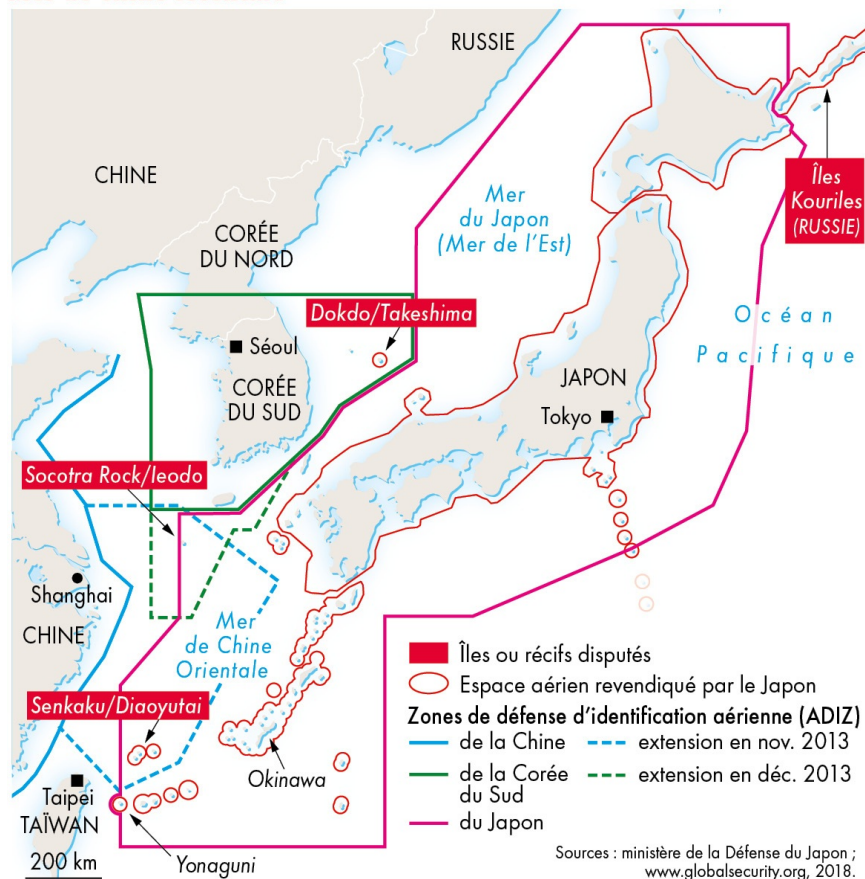 RUSSIE
CHINE
Îles
Kouriles
(RUSSIE)
Mer
du Japon
(Mer de l'Est)
CORÉE
DU NORD
Dokdo/Takeshima
Océan
Pacifique
Séoul
CORÉE
DU SUD
JAPON
Tokyo
Socotra Rock/Ieodo
Shanghai
CHINE
Mer
de Chine
Orientale
Senkaku/Diaoyutai
Okinawa
Taipei
TAÏWAN
Yonaguni
200 km
Îles ou récifs disputés
Espace aérien revendiqué par le Japon
Zones de défense d'identification aérienne (ADIZ)
de la Chine
extension en nov. 2013
de la Corée
du Sud
extension en déc. 2013
du Japon
Sources : ministère de la Défense du Japon ;
www.globalsecurity.org, 2018.